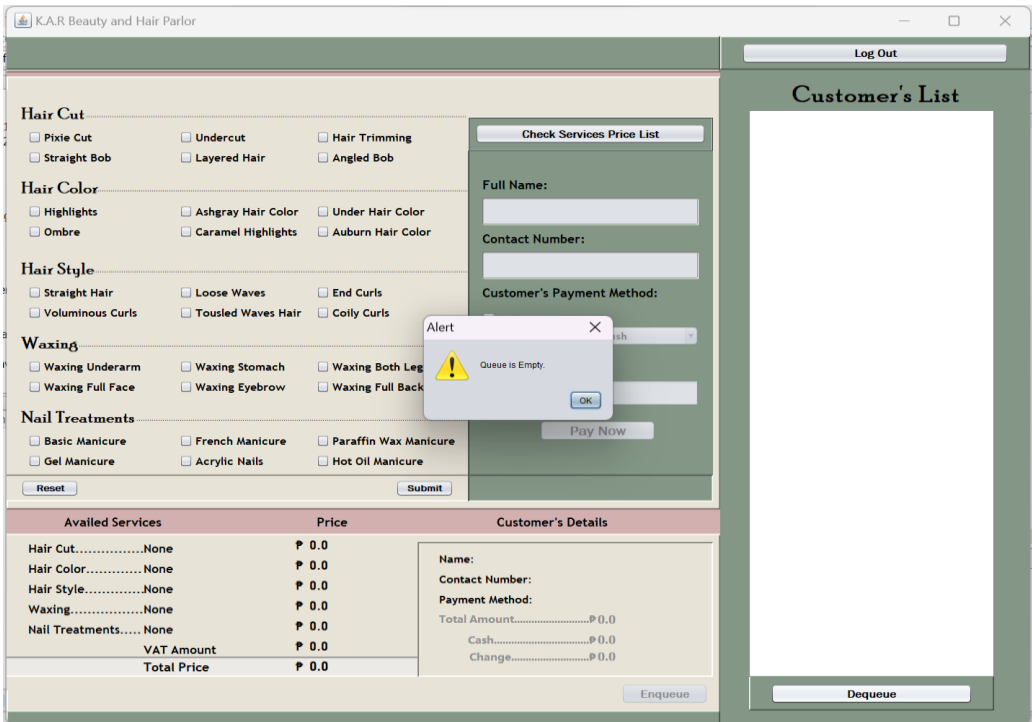 K.A.R Beauty and Hair Parlor
Log Out
Customer's List
Hair Cut
Pixie Cut Undercut Hair Trimming
Straight Bob Layered Hair Angled Bob
Hair Color
Highlights Ashgray Hair Color Under Hair Color
Ombre Caramel Highlights Auburn Hair Color
Hair Style
Straight Hair Loose Waves End Curls
Voluminous Curls Tousled Waves Hair Coily Curls
Waxing
Waxing Underarm Waxing Stomach Waxing Both Leg
Waxing Full Face Waxing Eyebrow Waxing Full Back
Nail Treatments
Basic Manicure French Manicure Paraffin Wax Manicure
Gel Manicure Acrylic Nails Hot Oil Manicure
Reset Submit
Check Services Price List
Full Name:
Contact Number:
Customer's Payment Method:
Alert
Queue is Empty.
OK
Pay Now
Availed Services Price Customer's Details
Hair Cut...............None ₱ 0.0
Hair Color............. None ₱ 0.0
Hair Style.............None ₱ 0.0
Waxing.................None ₱ 0.0
Nail Treatments..... None ₱ 0.0
VAT Amount ₱ 0.0
Total Price ₱ 0.0
Name:
Contact Number:
Payment Method:
Total Amount............................₱0.0
Cash....................................₱0.0
Change.............................₱0.0
Enqueue
Dequeue